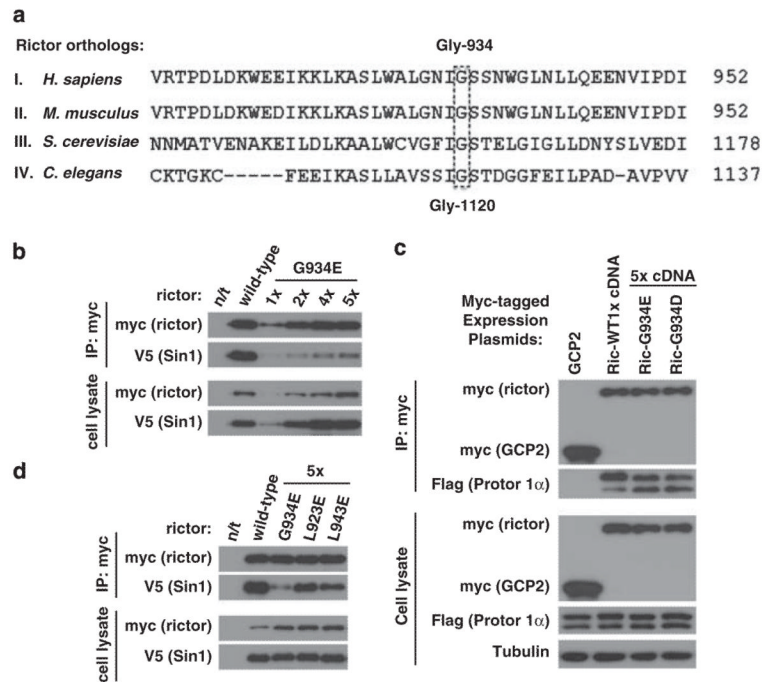 a
Rictor orthologs:
Gly-934
I. H. sapiens VRTPDLDKWEEIKKLKASLWALGNIGSSNWGLNLLQEENVIPDI 952
II. M. musculus VRTPDLDKWEDIKKLKASLWALGNIGSSNWGLNLLQEENVIPDI 952
III. S. cerevisiae NNMATVENAKEILDLKAALWCVGFIGSTELGIGLLDNYSLVEDI 1178
IV. C. elegans CKTGKC-----FEEIKASLLAVSSIGSTDGGFEILPAD-AVPVV 1137
Gly-1120
b
G934E
rictor: n/t wild-type 1x 2x 4x 5x
IP: myc
myc (rictor)
V5 (Sin1)
cell lysate
myc (rictor)
V5 (Sin1)
c
5x cDNA
Myc-tagged
Expression
Plasmids:
GCP2 Ric-WT1x cDNA Ric-G934E Ric-G934D
IP: myc
myc (rictor)
myc (GCP2)
Flag (Protor 1α)
Cell lysate
myc (rictor)
myc (GCP2)
Flag (Protor 1α)
Tubulin
d
5x
rictor: n/t wild-type G934E L923E L943E
IP: myc
myc (rictor)
V5 (Sin1)
cell lysate
myc (rictor)
V5 (Sin1)